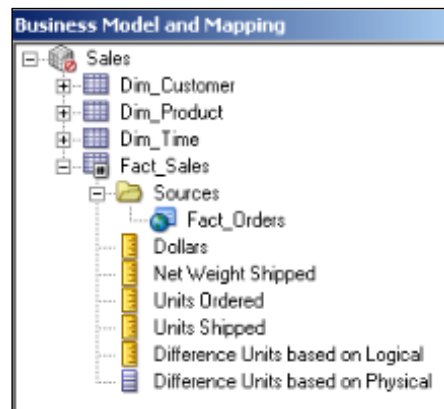 Business Model and Mapping
Sales
Dim_Customer
Dim_Product
Dim_Time
Fact_Sales
Sources
Fact_Orders
Dollars
Net Weight Shipped
Units Ordered
Units Shipped
Difference Units based on Logical
Difference Units based on Physical